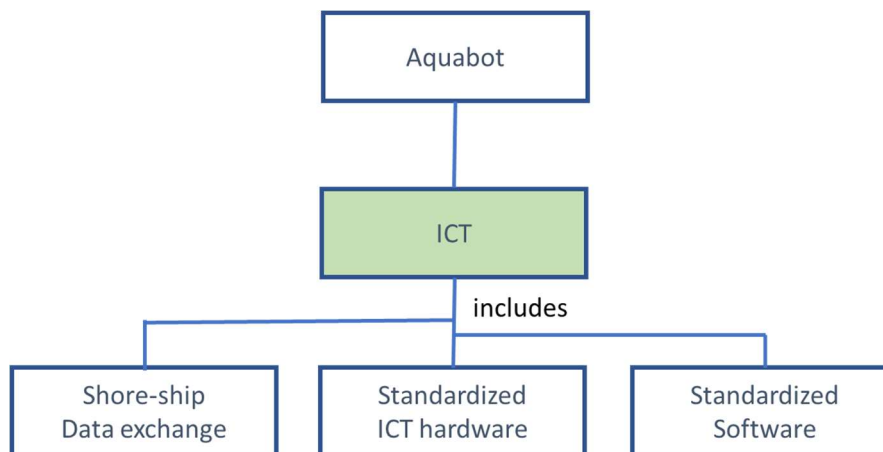 Aquabot
ICT
includes
Shore-ship
Data exchange
Standardized
ICT hardware
Standardized
Software